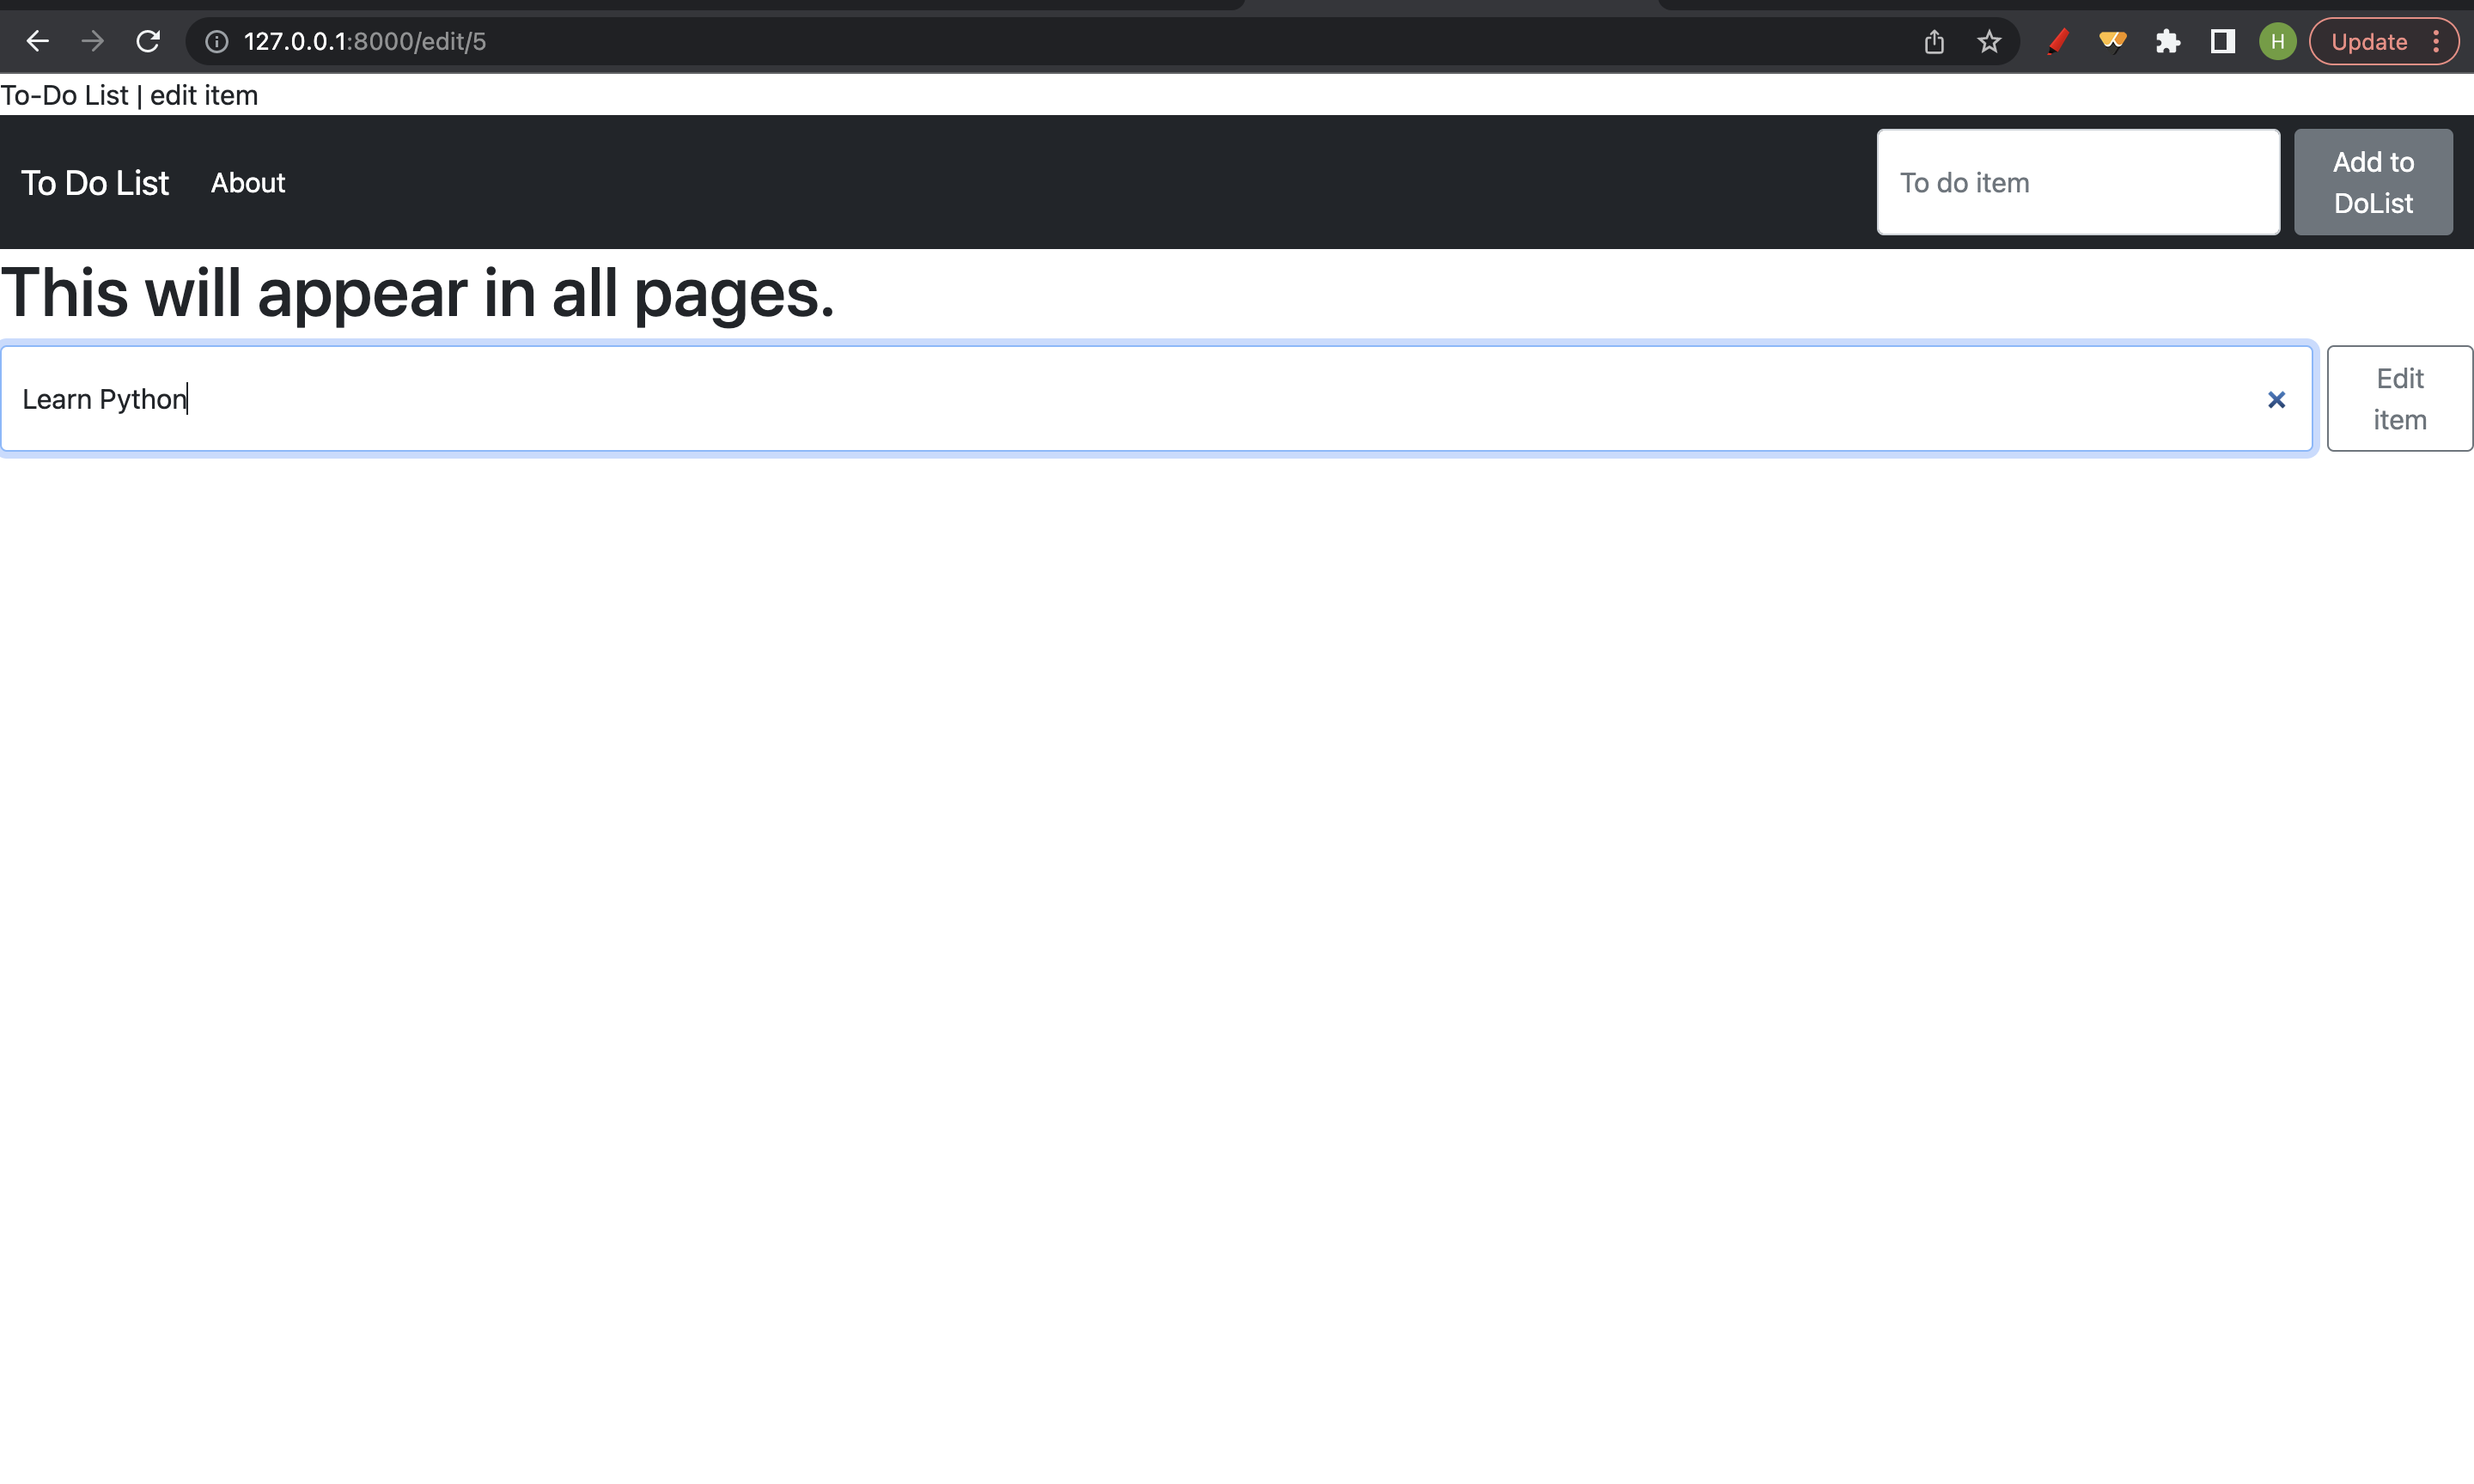 127.0.0.1:8000/edit/5
H
Update
To-Do List | edit item
To Do List
About
To do item
Add to
DoList
This will appear in all pages.
Learn Python
Edit
item